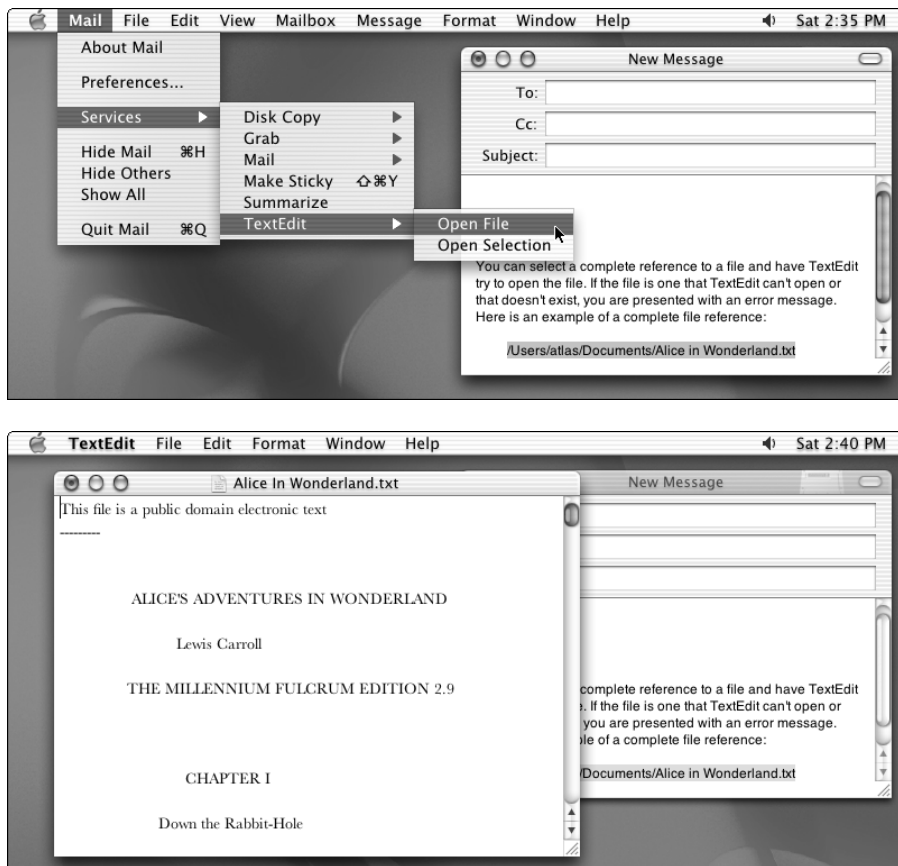 Mail File Edit View Mailbox Message Format Window Help Sat 2:35 PM
About Mail
Preferences...
Services
Hide Mail ⌘H
Hide Others
Show All
Quit Mail ⌘Q
Disk Copy
Grab
Mail
Make Sticky ⇧⌘Y
Summarize
TextEdit
Open File
Open Selection
New Message
To:
Cc:
Subject:
You can select a complete reference to a file and have TextEdit
try to open the file. If the file is one that TextEdit can't open or
that doesn't exist, you are presented with an error message.
Here is an example of a complete file reference:
/Users/atlas/Documents/Alice in Wonderland.txt
TextEdit File Edit Format Window Help Sat 2:40 PM
Alice In Wonderland.txt
This file is a public domain electronic text
---------
ALICE'S ADVENTURES IN WONDERLAND
Lewis Carroll
THE MILLENNIUM FULCRUM EDITION 2.9
CHAPTER I
Down the Rabbit-Hole
New Message
complete reference to a file and have TextEdit
. If the file is one that TextEdit can't open or
you are presented with an error message.
of a complete file reference:
/Documents/Alice in Wonderland.txt